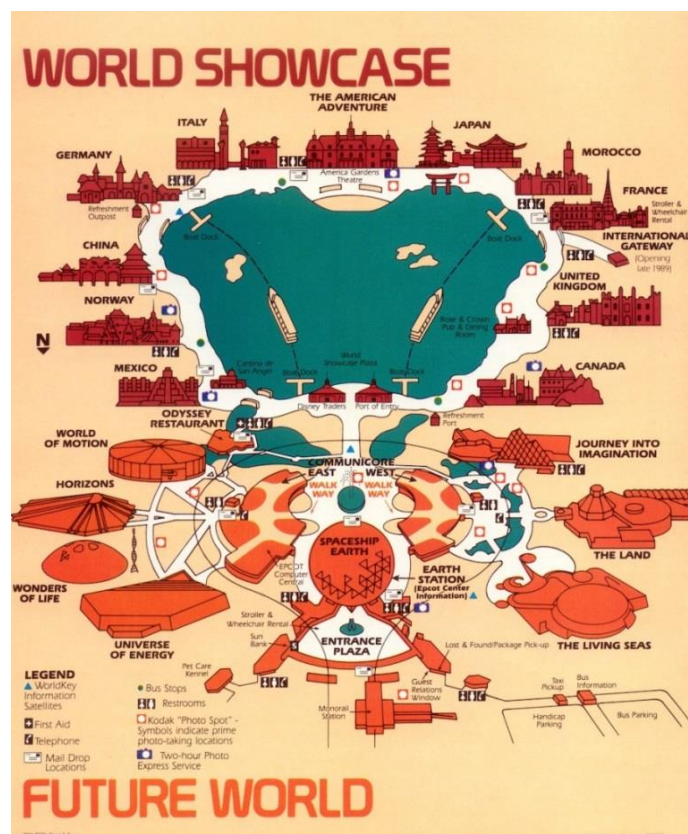 WORLD SHOWCASE
THE AMERICAN
ADVENTURE
ITALY
JAPAN
GERMANY
MOROCCO
America Gardens
Theatre
FRANCE
Refreshment
Outpost
Stroller &
Wheelchair
Rental
Boat Dock
Boat Dock
INTERNATIONAL
GATEWAY
(Opening
late 1989)
CHINA
UNITED
KINGDOM
NORWAY
Rose & Crown
Pub & Dining
Room
N
MEXICO
Cantina de
San Angel
World
Showcase Plaza
Boat Dock
Boat Dock
CANADA
Disney Traders
Port of Entry
ODYSSEY
RESTAURANT
Refreshment
Port
WORLD
OF MOTION
JOURNEY INTO
IMAGINATION
COMMUNICORE
EAST
WEST
WALK
WAY
WALK
WAY
HORIZONS
SPACESHIP
EARTH
THE LAND
WONDERS
OF LIFE
EPCOT
Computer
Central
EARTH
STATION
(Epcot Center
Information)
UNIVERSE
OF ENERGY
Stroller &
Wheelchair Rental
Sun
Bank
ENTRANCE
PLAZA
Lost & Found/Package Pick-up
THE LIVING SEAS
Pet Care
Kennel
Guest
Relations
Window
Monorail
Station
Taxi
Pickup
Bus
Information
Handicap
Parking
Bus Parking
LEGEND
WorldKey
Information
Satellites
First Aid
Telephone
Mail Drop
Locations
Bus Stops
Restrooms
Kodak "Photo Spot" -
Symbols indicate prime
photo-taking locations
Two-hour Photo
Express Service
FUTURE WORLD